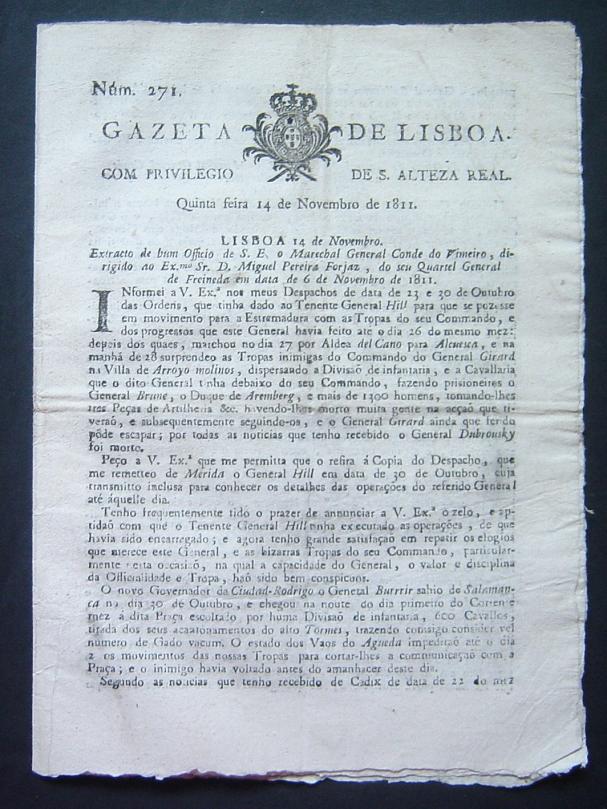 Núm. 271.
GAZETA DE LISBOA.
COM PRIVILEGIO DE S. ALTEZA REAL.
Quinta feira 14 de Novembro de 1811.
LISBOA 14 de Novembro.
Extracto de hum Officio de S. E. o Marechal General Conde do Vimeiro, di-
rigido ao Ex.mo Sr. D. Miguel Pereira Forjaz, do seu Quartel General
de Freineda em data de 6 de Novembro de 1811.
INformei a V. Ex.ª nos meus Despachos de data de 23 e 30 de Outubro
das Ordens, que tinha dado ao Tenente General Hill para que se pozesse
em movimento para a Estremadura com as Tropas do seu Commando, e
dos progressos que este General havia feito até o dia 26 do mesmo mez:
depois dos quaes; marchou no dia 27 por Aldea del Cano para Alcuesca, e na
manhã de 28 surprendeo as Tropas inimigas do Commando do General Girard
na Villa de Arroyo molinos, dispersando a Divisaõ de infantaria, e a Cavallaria
que o dito General tinha debaixo do seu Commando, fazendo prisioneiros o
General Brune, o Duque de Aremberg, e mais de 1300 homens, tomando-lhes
tres Peças de Artilheria &c. havendo-lhes morto muita gente na acçaõ que ti-
veraõ, e subsequentemente seguindo-os, e o General Girard ainda que ferido
pôde escapar; por todas as noticias que tenho recebido o General Dubrousky
foi morto.
Peço a V. Ex.ª que me permitta que o refira á Copia do Despacho, que
me remetteo de Mérida o General Hill em data de 30 de Outubro, cuja
transmitto inclusa para conhecer os detalhes das operações do referido General
até áquelle dia.
Tenho frequentemente tido o prazer de annunciar a V. Ex.ª o zelo, e ap-
tidaõ com que o Tenente General Hill tinha executado as operações, de que
havia sido encarregado; e agora tenho grande satisfaçaõ em repetir os elogios
que merece este General, e as bizarras Tropas do seu Commando, particular-
mente nesta occasiaõ, na qual a capacidade do General, o valor e disciplina
da Officialidade e Tropa, haõ sido bem conspicuos.
O novo Governador da Ciudad-Rodrigo o General Burrrir sahio de Salaman-
ca no dia 30 de Outubro, e chegou na noute do dia primeiro do Corrente
mez á dita Praça escoltado por huma Divisaõ de infantaria, 600 Cavallos,
tirada dos seus acantonamentos do alto Tormes, trazendo comsigo consideravel
número de Gado vacum. O estado dos Vaos do Agueda impedíraõ até o dia
2 os movimentos das nossas Tropas para cortar-lhes a communicaçaõ com a
Praça; e o inimigo havia voltado antes do amanhecer deste dia.
Segundo as noticias que tenho recebido de Cadix de data de 22 do mez